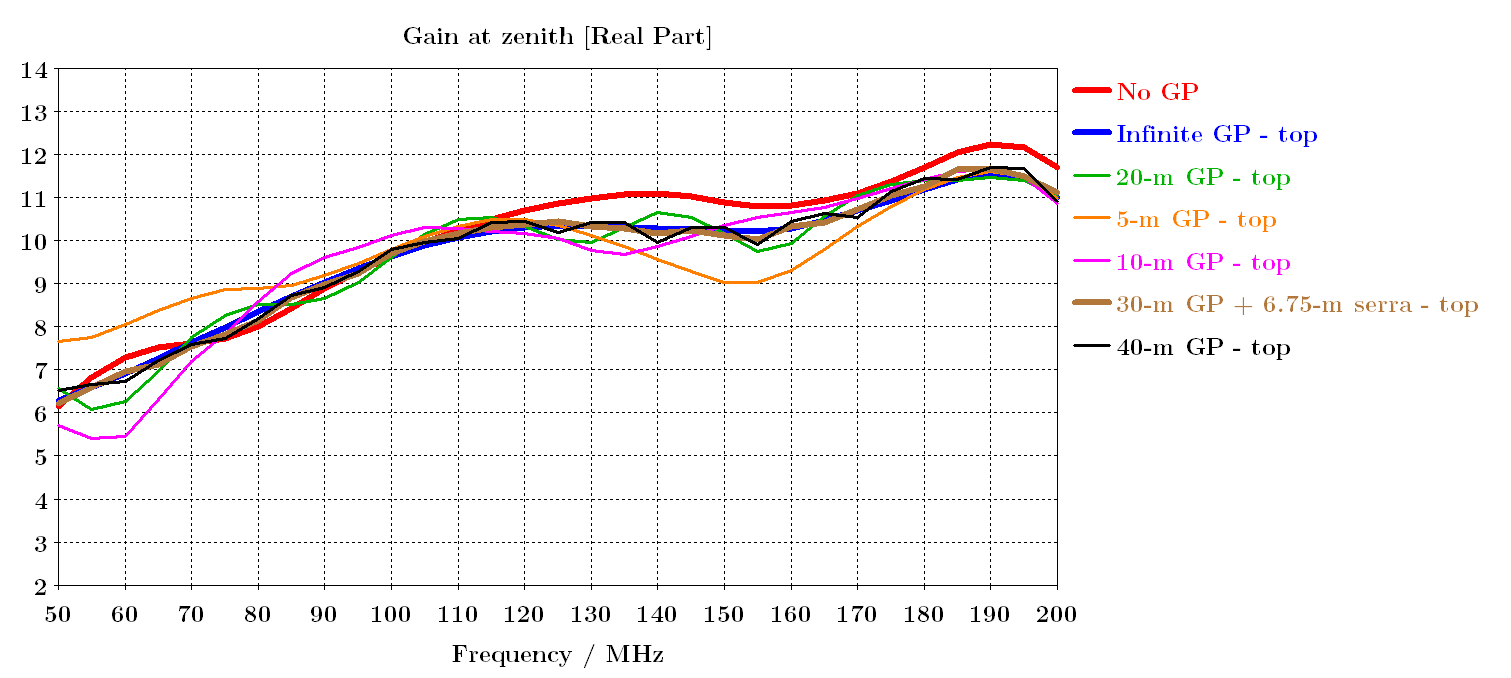 Gain at zenith [Real Part]
14
13
12
11
10
9
8
7
6
5
4
3
2
50 60 70 80 90 100 110 120 130 140 150 160 170 180 190 200
Frequency / MHz
No GP
Infinite GP - top
20-m GP - top
5-m GP - top
10-m GP - top
30-m GP + 6.75-m serra - top
40-m GP - top